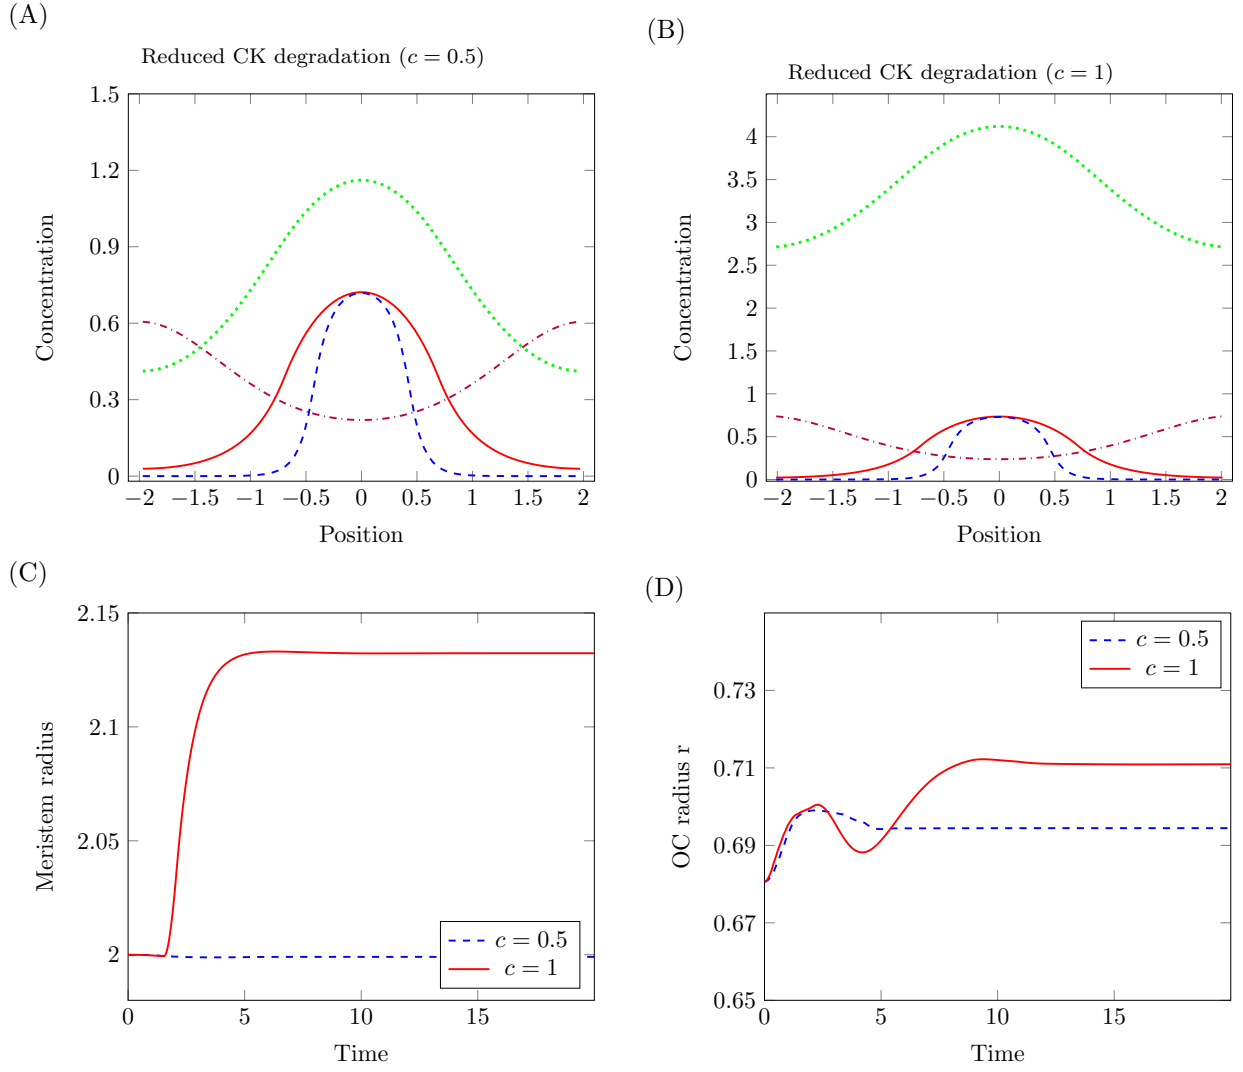 (A)
Reduced CK degradation (c = 0.5)
1.5
1.2
0.9
0.6
0.3
0
Concentration
−2 −1.5 −1 −0.5 0 0.5 1 1.5 2
Position
(B)
Reduced CK degradation (c = 1)
4
3.5
3
2.5
2
1.5
1
0.5
0
Concentration
−2 −1.5 −1 −0.5 0 0.5 1 1.5 2
Position
(C)
2.15
2.1
2.05
2
Meristem radius
c = 0.5
c = 1
0 5 10 15
Time
(D)
c = 0.5
c = 1
0.73
0.71
0.69
0.67
0.65
OC radius r
0 5 10 15
Time